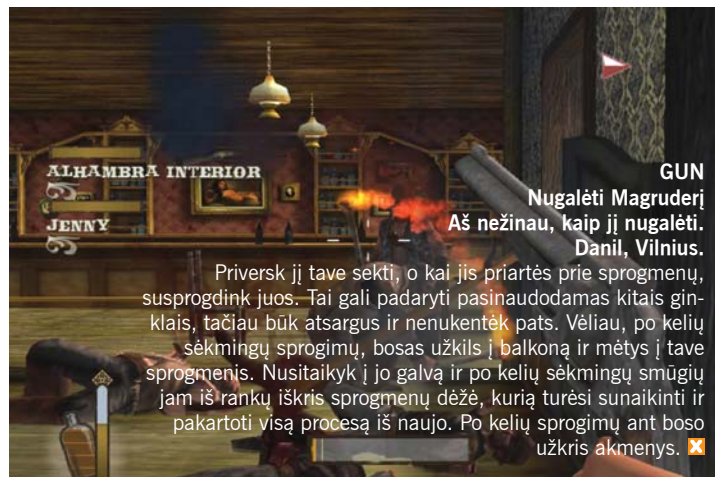 ALHAMBRA INTERIOR
JENNY
GUN
Nugalėti Magruderį
Aš nežinau, kaip jį nugalėti.
Danil, Vilnius.
Priversk jį tave sekti, o kai jis priartės prie sprogmenų,
susprogdink juos. Tai gali padaryti pasinaudodamas kitais gin-
klais, tačiau būk atsargus ir nenukentėk pats. Vėliau, po kelių
sėkmingų sprogimų, bosas užkils į balkoną ir mėtys į tave
sprogmenis. Nusitaikyk į jo galvą ir po kelių sėkmingų smūgių
jam iš rankų iškris sprogmenų dėžė, kurią turėsi sunaikinti ir
pakartoti visą procesą iš naujo. Po kelių sprogimų ant boso
užkris akmenys.